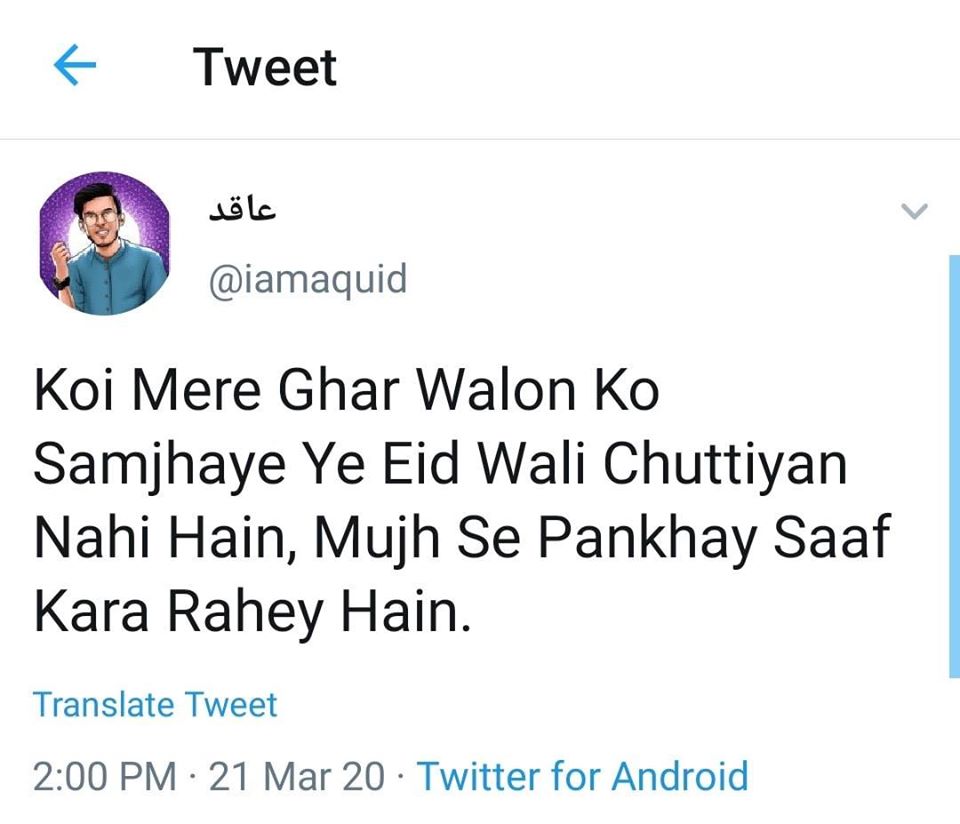 Tweet
عاقد
@iamaquid
Koi Mere Ghar Walon Ko
Samjhaye Ye Eid Wali Chuttiyan
Nahi Hain, Mujh Se Pankhay Saaf
Kara Rahey Hain.
Translate Tweet
2:00 PM · 21 Mar 20 · Twitter for Android